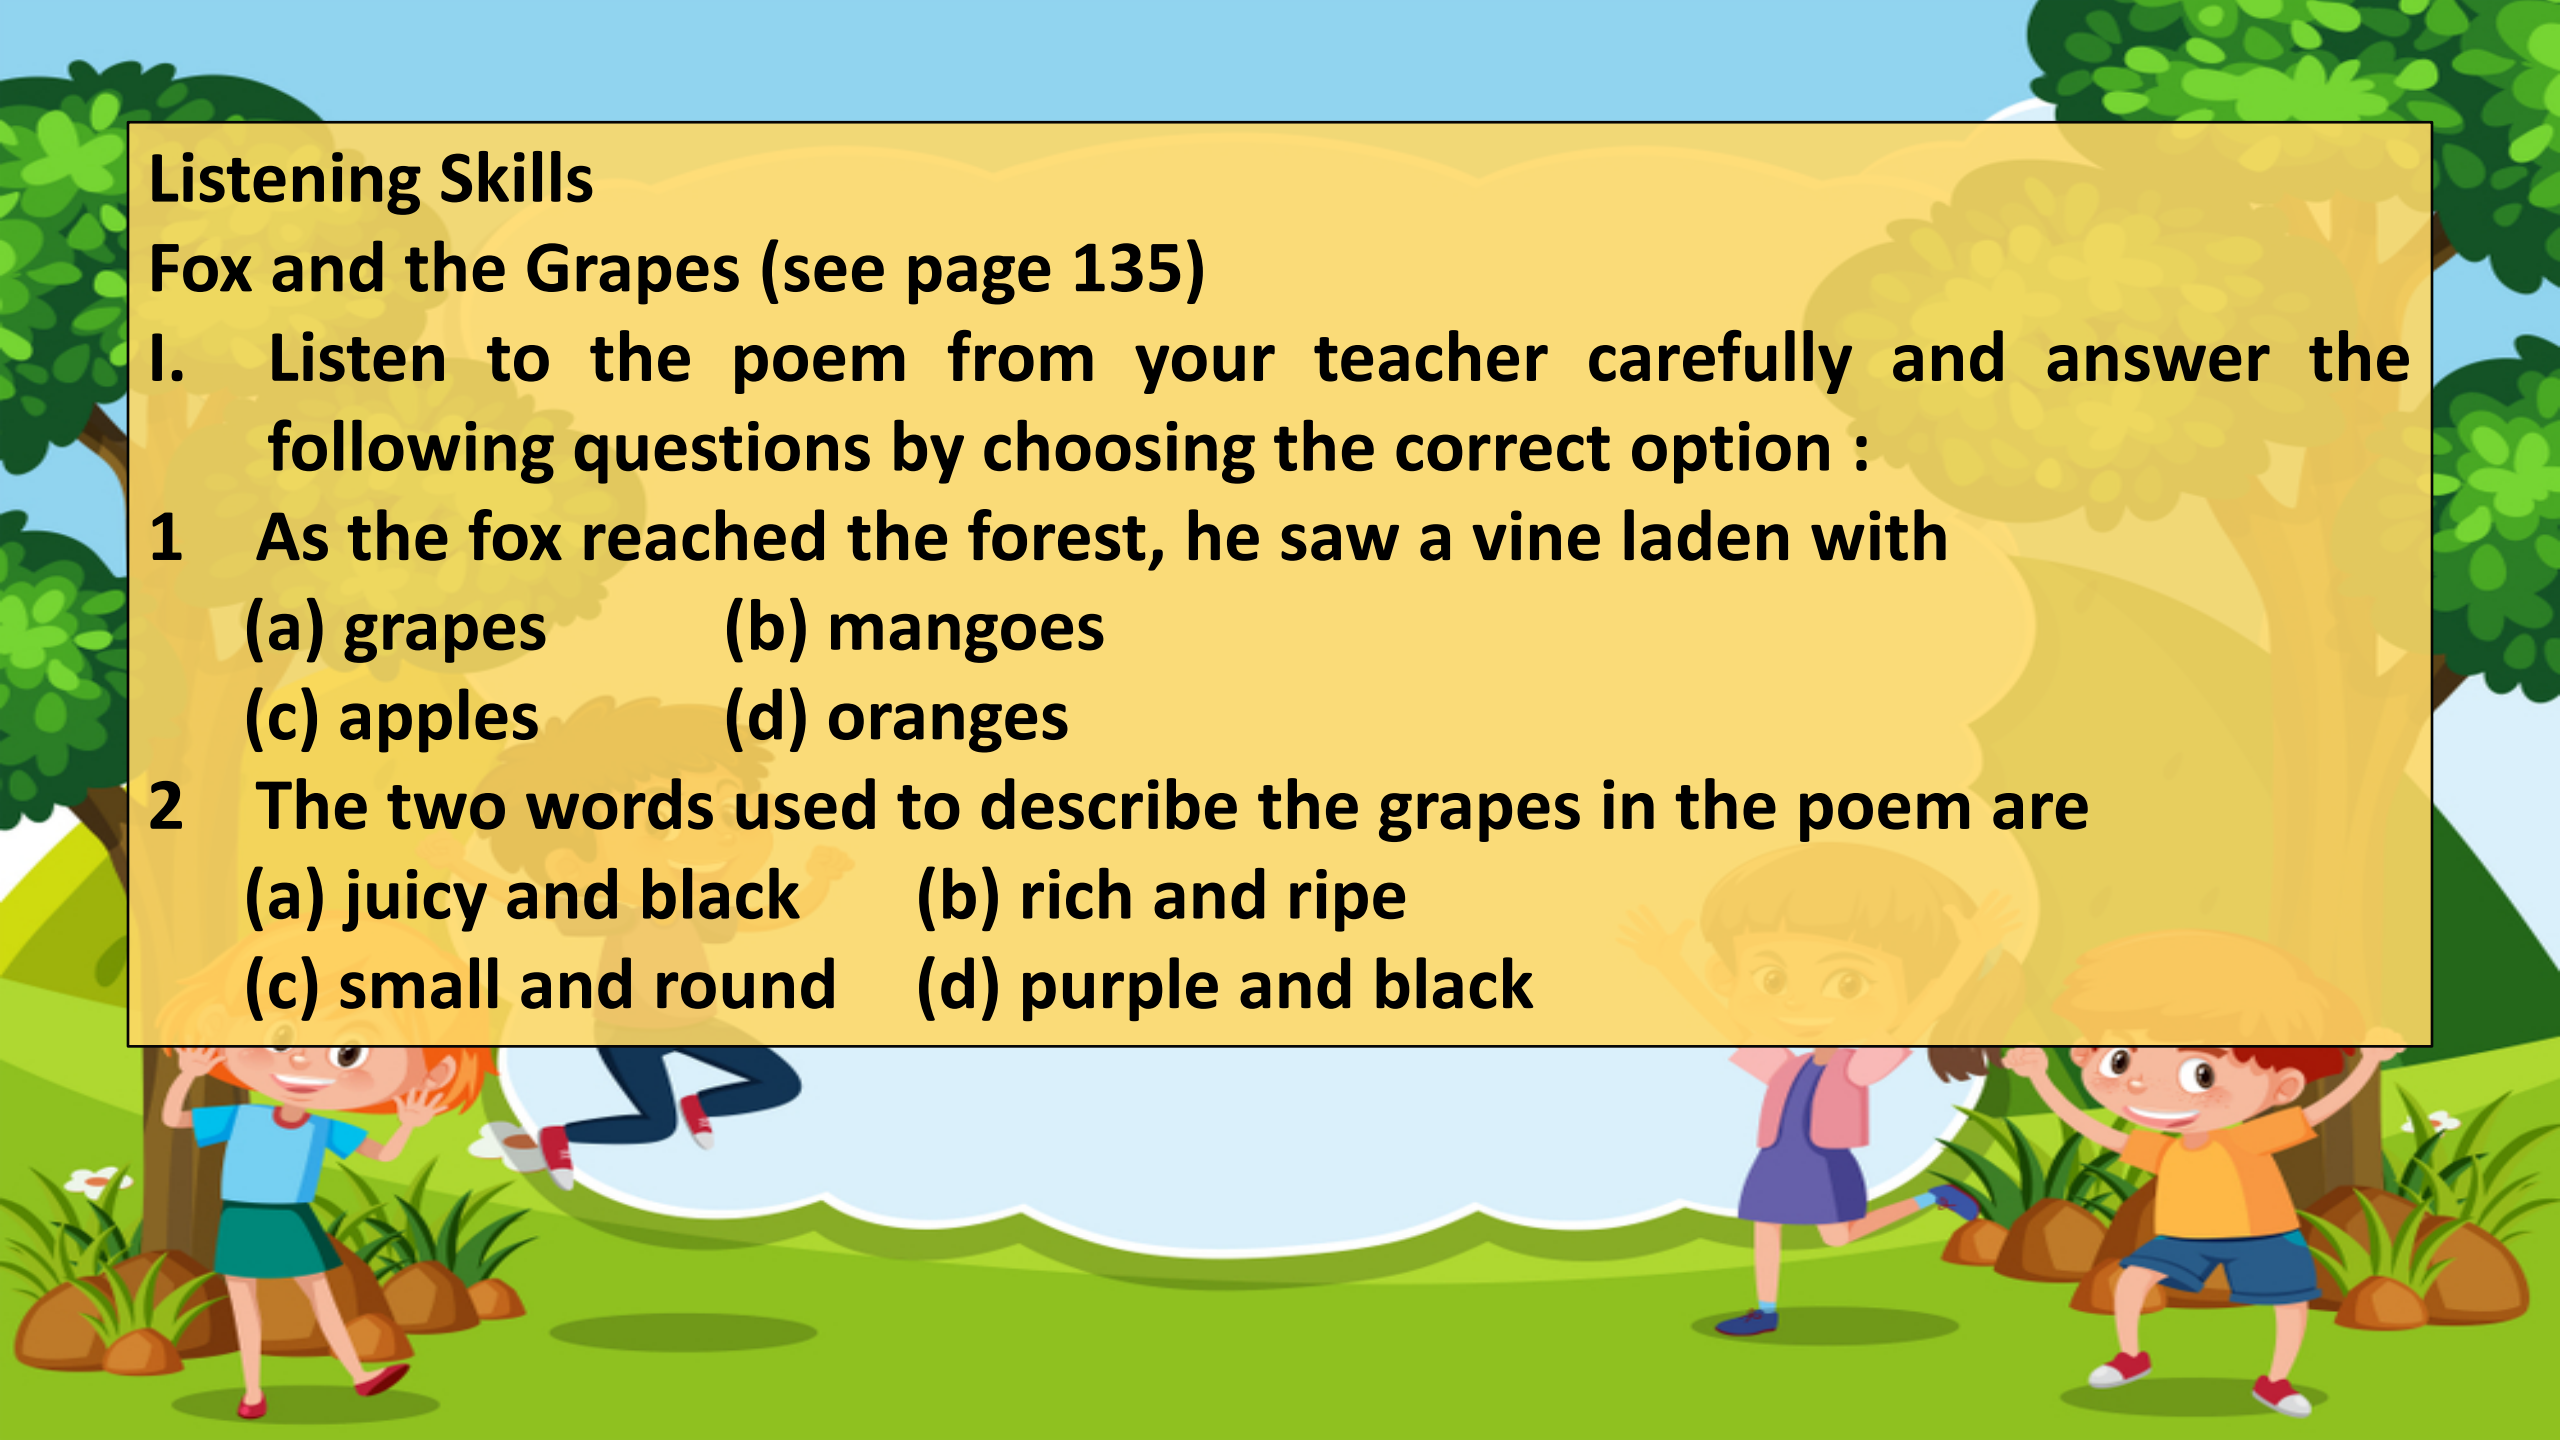 Listening Skills
Fox and the Grapes (see page 135)
I. Listen to the poem from your teacher carefully and answer the
following questions by choosing the correct option :
1 As the fox reached the forest, he saw a vine laden with
(a) grapes (b) mangoes
(c) apples (d) oranges
2 The two words used to describe the grapes in the poem are
(a) juicy and black (b) rich and ripe
(c) small and round (d) purple and black